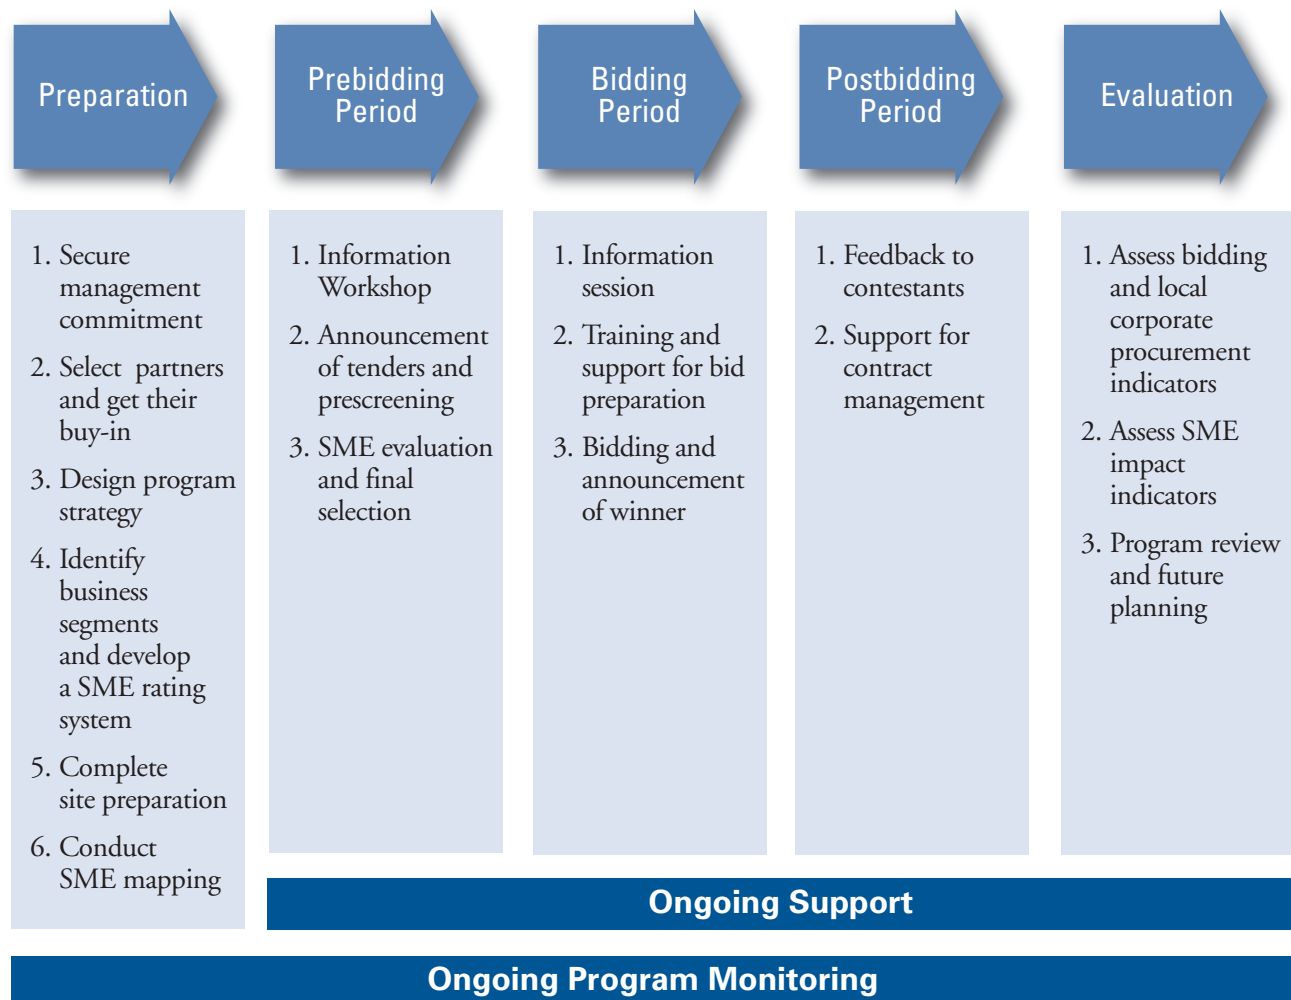 Preparation
1. Secure
management
commitment
2. Select partners
and get their
buy-in
3. Design program
strategy
4. Identify
business
segments
and develop
a SME rating
system
5. Complete
site preparation
6. Conduct
SME mapping
Prebidding
Period
1. Information
Workshop
2. Announcement
of tenders and
prescreening
3. SME evaluation
and final
selection
Bidding
Period
1. Information
session
2. Training and
support for bid
preparation
3. Bidding and
announcement
of winner
Postbidding
Period
1. Feedback to
contestants
2. Support for
contract
management
Evaluation
1. Assess bidding
and local
corporate
procurement
indicators
2. Assess SME
impact
indicators
3. Program review
and future
planning
Ongoing Support
Ongoing Program Monitoring